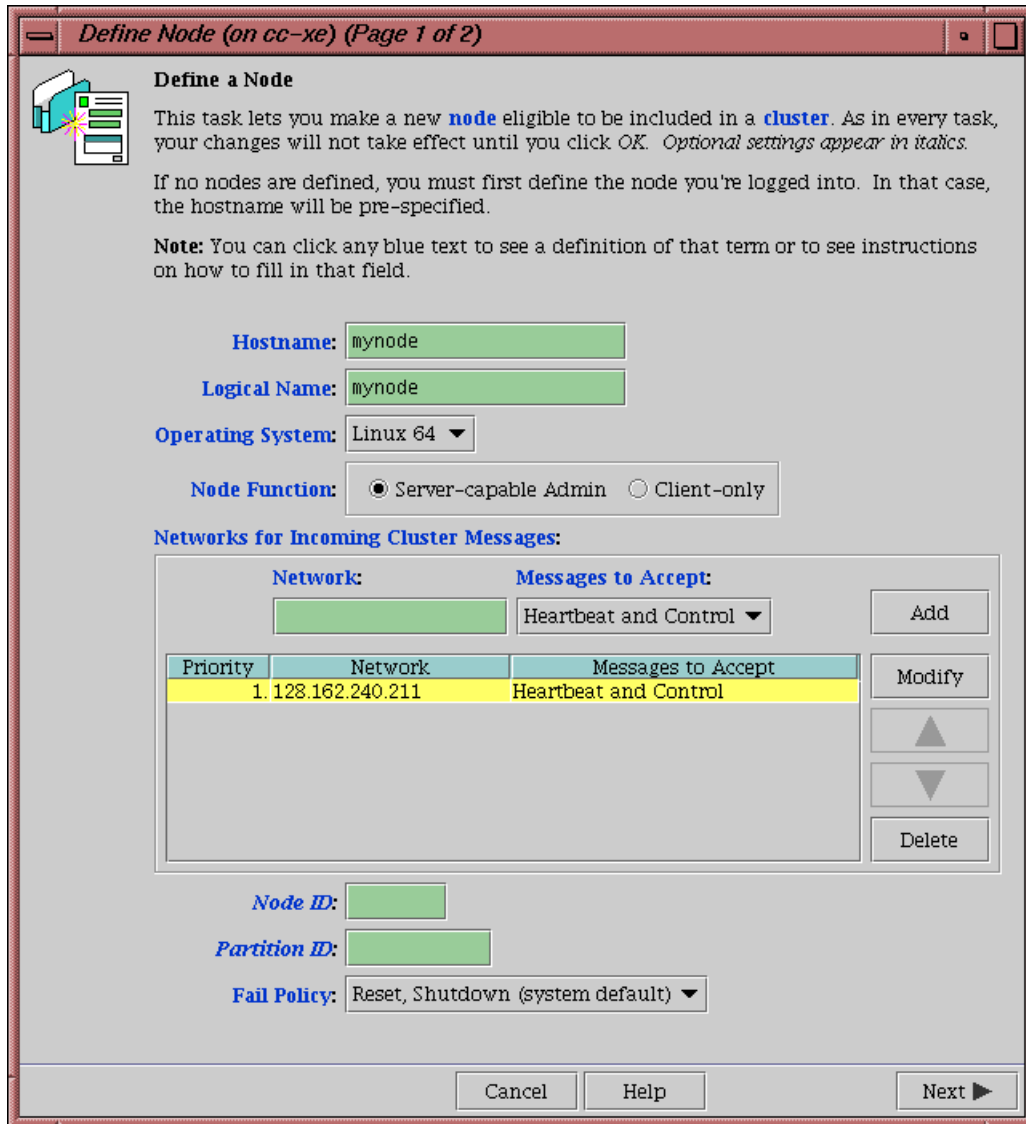 Define Node (on cc-xe) (Page 1 of 2)
Define a Node
This task lets you make a new node eligible to be included in a cluster. As in every task,
your changes will not take effect until you click OK. Optional settings appear in italics.
If no nodes are defined, you must first define the node you're logged into. In that case,
the hostname will be pre-specified.
Note: You can click any blue text to see a definition of that term or to see instructions
on how to fill in that field.
Hostname: mynode
Logical Name: mynode
Operating System: Linux 64
Node Function: Server-capable Admin Client-only
Networks for Incoming Cluster Messages:
Network: Messages to Accept:
Heartbeat and Control Add
Priority Network Messages to Accept
1. 128.162.240.211 Heartbeat and Control
Modify
Delete
Node ID:
Partition ID:
Fail Policy: Reset, Shutdown (system default)
Cancel Help Next